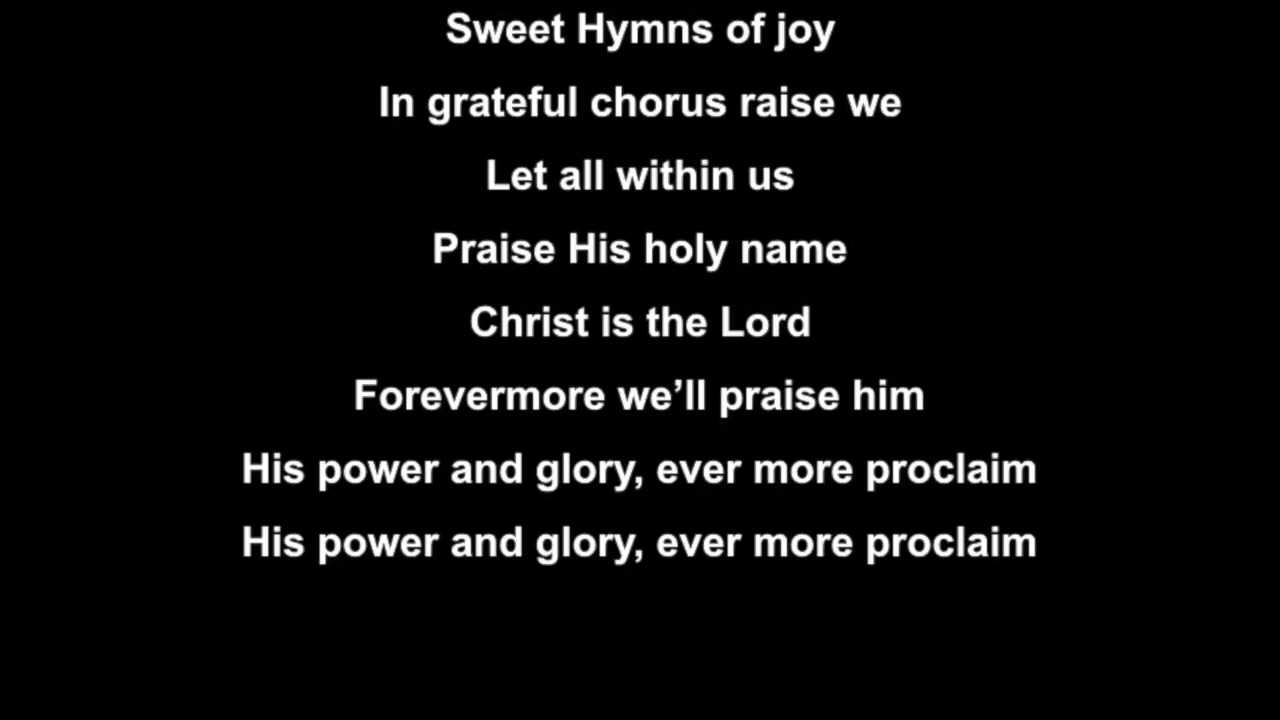 Sweet Hymns of joy
In grateful chorus raise we
Let all within us
Praise His holy name
Christ is the Lord
Forevermore we’ll praise him
His power and glory, ever more proclaim
His power and glory, ever more proclaim